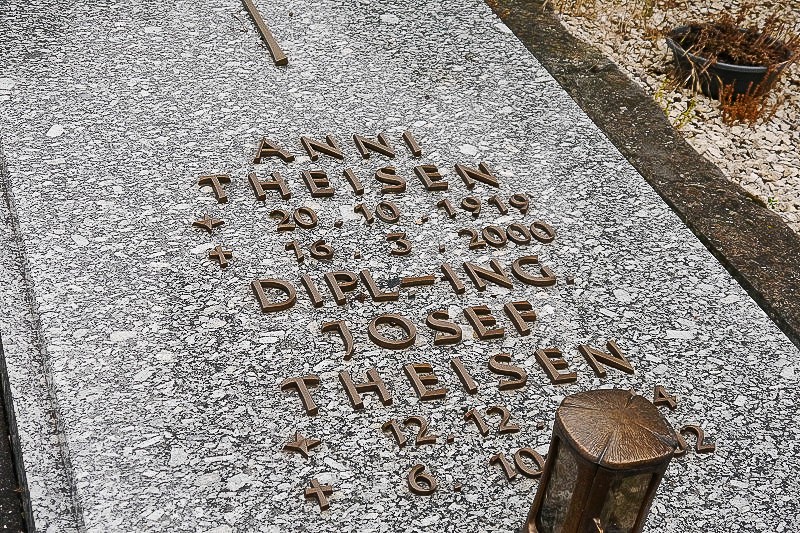 ANNI
THEISEN
20.10.1919
16.3.2000
DIPL.-ING.
JOSEF
THEISEN
12.12.
6.10